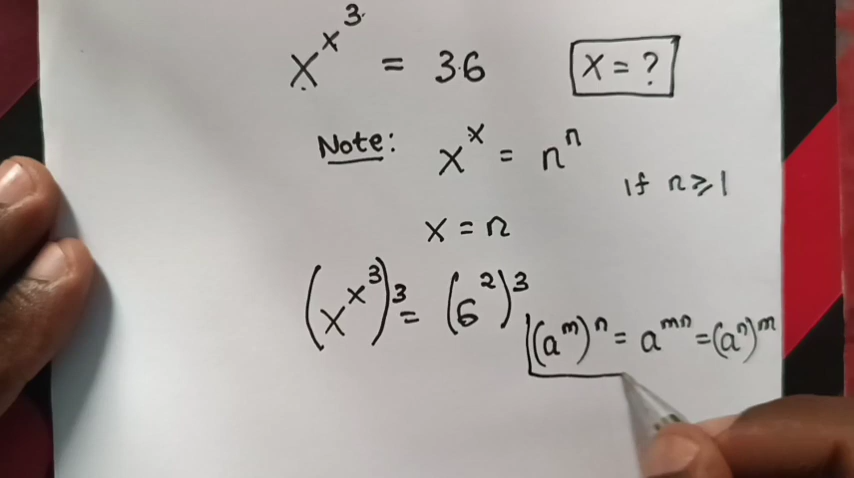 x^x^3 = 36 x = ?
Note: x^x = n^n if n ⩾ 1
x = n
(x^x^3)^3 = (6^2)^3
(a^m)^n = a^mn = (a^n)^m